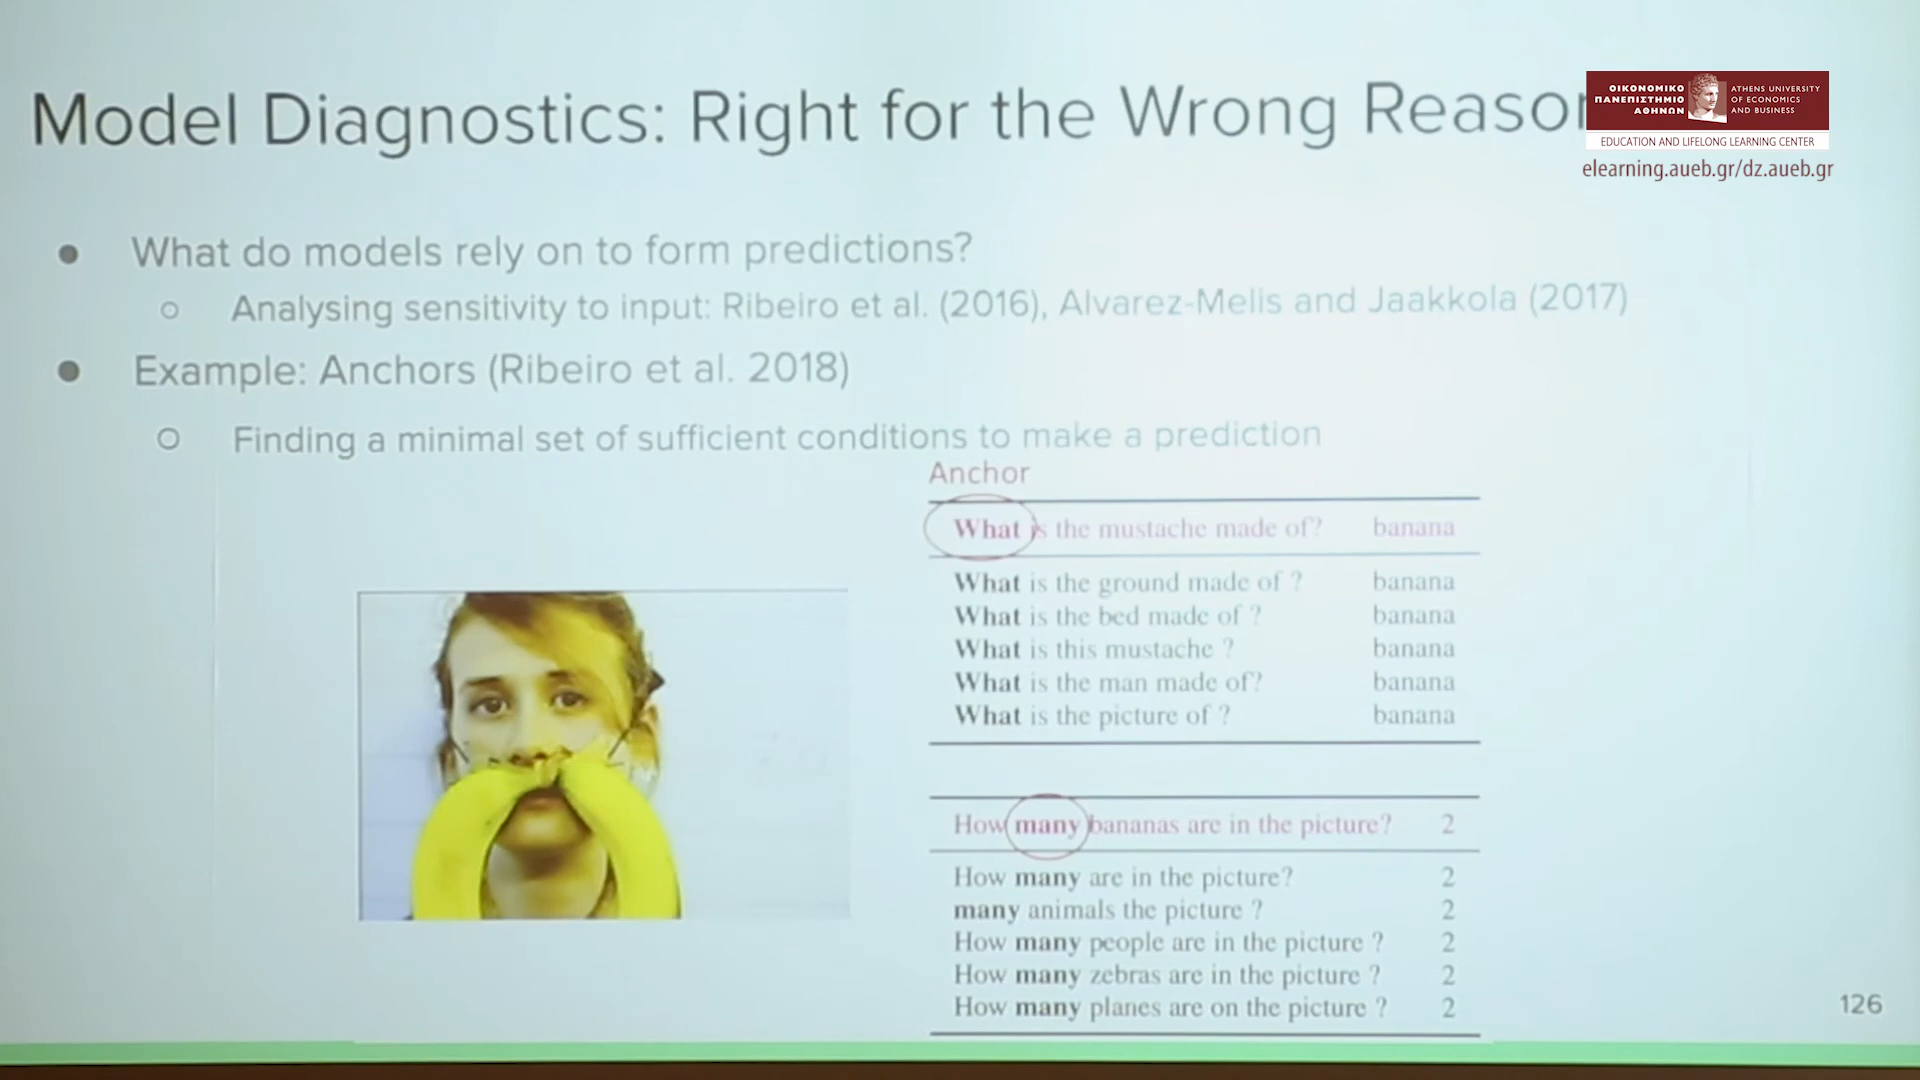 Model Diagnostics: Right for the Wrong Reaso
ΟΙΚΟΝΟΜΙΚΟ
ΠΑΝΕΠΙΣΤΗΜΙΟ
ΑΘΗΝΩΝ
ATHENS UNIVERSITY
OF ECONOMICS
AND BUSINESS
EDUCATION AND LIFELONG LEARNING CENTER
elearning.aueb.gr/dz.aueb.gr
What do models rely on to form predictions?
Analysing sensitivity to input: Ribeiro et al. (2016), Alvarez-Melis and Jaakkola (2017)
Example: Anchors (Ribeiro et al. 2018)
Finding a minimal set of sufficient conditions to make a prediction
Anchor
What is the mustache made of? banana
What is the ground made of ? banana
What is the bed made of ? banana
What is this mustache ? banana
What is the man made of? banana
What is the picture of ? banana
How many bananas are in the picture? 2
How many are in the picture? 2
many animals the picture ? 2
How many people are in the picture ? 2
How many zebras are in the picture ? 2
How many planes are on the picture ? 2
126